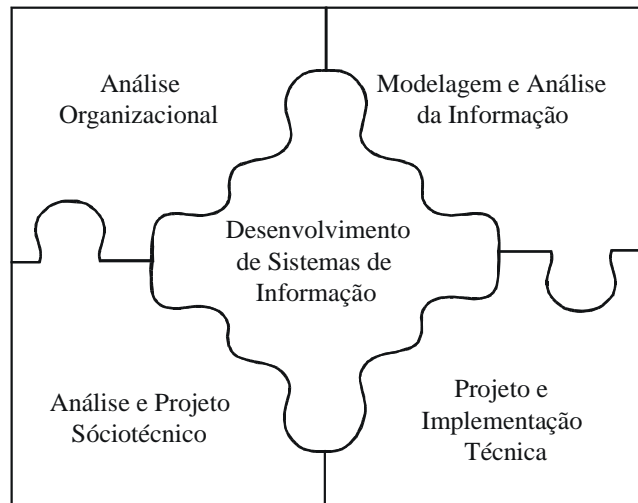 Análise
Organizacional
Modelagem e Análise
da Informação
Desenvolvimento
de Sistemas de
Informação
Análise e Projeto
Sóciotécnico
Projeto e
Implementação
Técnica